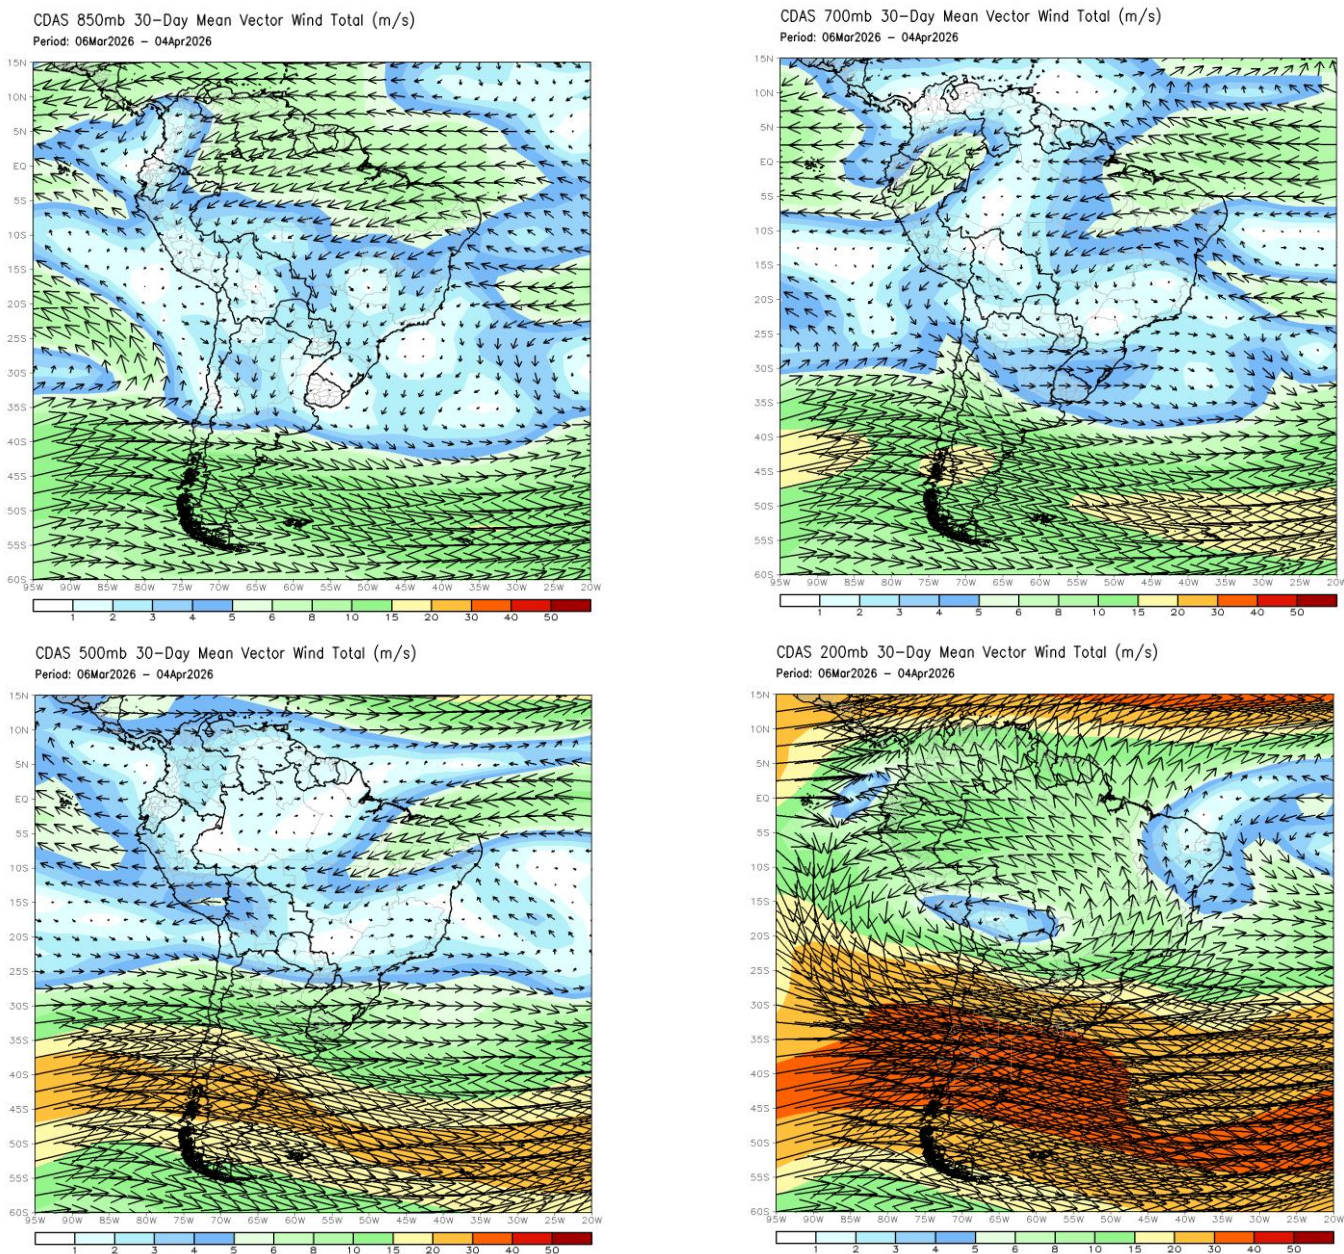 CDAS 850mb 30-Day Mean Vector Wind Total (m/s)
Period: 06Mar2026 – 04Apr2026
15N
10N
5N
EQ
5S
10S
15S
20S
25S
30S
35S
40S
45S
50S
55S
60S
95W 90W 85W 80W 75W 70W 65W 60W 55W 50W 45W 40W 35W 30W 25W 20W
1 2 3 4 5 6 8 10 15 20 30 40 50
CDAS 700mb 30-Day Mean Vector Wind Total (m/s)
Period: 06Mar2026 – 04Apr2026
15N
10N
5N
EQ
5S
10S
15S
20S
25S
30S
35S
40S
45S
50S
55S
60S
95W 90W 85W 80W 75W 70W 65W 60W 55W 50W 45W 40W 35W 30W 25W 20W
1 2 3 4 5 6 8 10 15 20 30 40 50
CDAS 500mb 30-Day Mean Vector Wind Total (m/s)
Period: 06Mar2026 – 04Apr2026
15N
10N
5N
EQ
5S
10S
15S
20S
25S
30S
35S
40S
45S
50S
55S
60S
95W 90W 85W 80W 75W 70W 65W 60W 55W 50W 45W 40W 35W 30W 25W 20W
1 2 3 4 5 6 8 10 15 20 30 40 50
CDAS 200mb 30-Day Mean Vector Wind Total (m/s)
Period: 06Mar2026 – 04Apr2026
15N
10N
5N
EQ
5S
10S
15S
20S
25S
30S
35S
40S
45S
50S
55S
60S
95W 90W 85W 80W 75W 70W 65W 60W 55W 50W 45W 40W 35W 30W 25W 20W
1 2 3 4 5 6 8 10 15 20 30 40 50